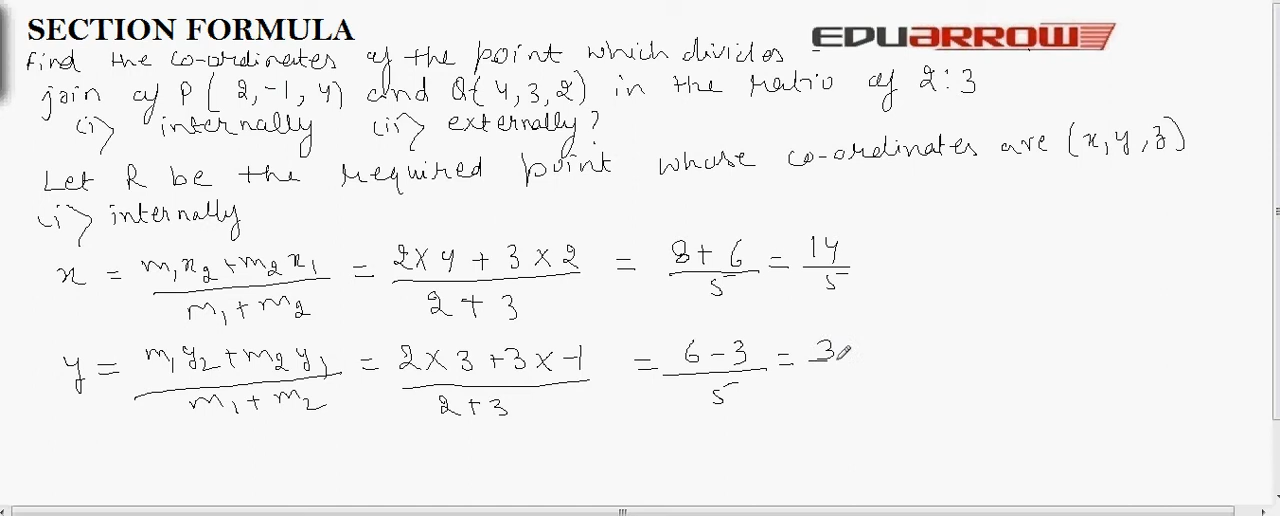 SECTION FORMULA
EDUARROW
Find the co-ordinates of the point which divides
join of P(2,-1,4) and Q(4,3,2) in the ratio of 2:3
(i) internally (ii) externally?
Let R be the required point whose co-ordinates are (x,y,z)
(i) internally
x = m₁x₂+m₂x₁ / m₁+m₂ = 2×4+3×2 / 2+3 = 8+6 / 5 = 14 / 5
y = m₁y₂+m₂y₁ / m₁+m₂ = 2×3+3×-1 / 2+3 = 6-3 / 5 = 3